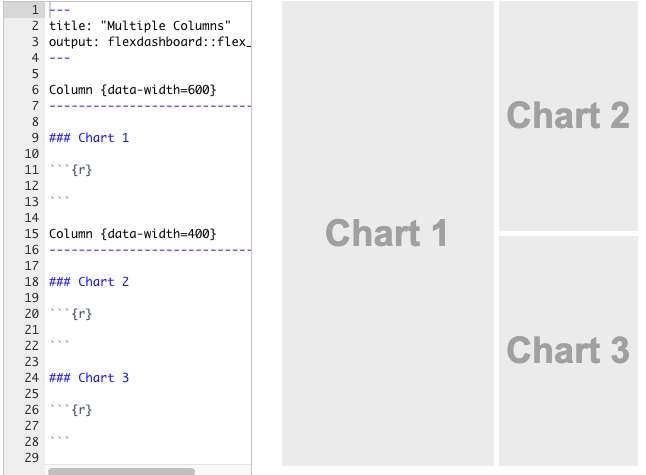 1 ---
2 title: "Multiple Columns"
3 output: flexdashboard::flex_
4 ---
5
6 Column {data-width=600}
7 -----------------------------
8
9 ### Chart 1
10
11 ```{r}
12
13 ```
14
15 Column {data-width=400}
16 -----------------------------
17
18 ### Chart 2
19
20 ```{r}
21
22 ```
23
24 ### Chart 3
25
26 ```{r}
27
28 ```
29
Chart 1
Chart 2
Chart 3